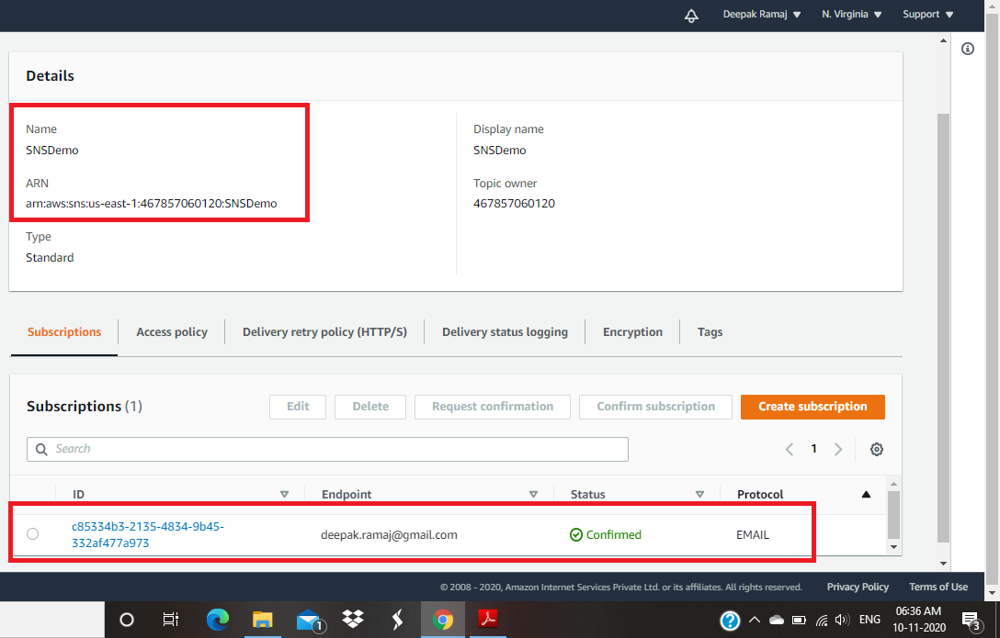 Deepak Ramaj N. Virginia Support
Details
Name
SNSDemo
ARN
arn:aws:sns:us-east-1:467857060120:SNSDemo
Type
Standard
Display name
SNSDemo
Topic owner
467857060120
Subscriptions Access policy Delivery retry policy (HTTP/S) Delivery status logging Encryption Tags
Subscriptions (1) Edit Delete Request confirmation Confirm subscription Create subscription
Search 1
ID Endpoint Status Protocol
c85334b3-2135-4834-9b45-
332af477a973
deepak.ramaj@gmail.com Confirmed EMAIL
© 2008 - 2020, Amazon Internet Services Private Ltd. or its affiliates. All rights reserved. Privacy Policy Terms of Use
1 ENG 06:36 AM
10-11-2020 3